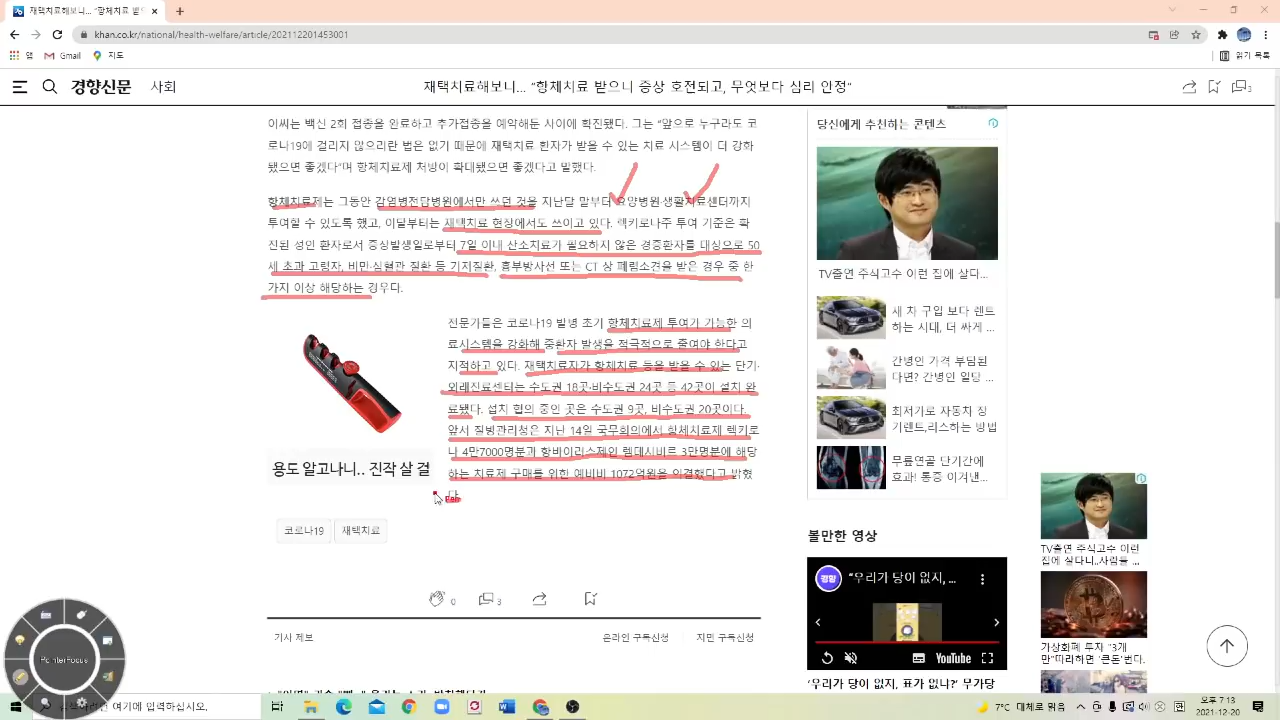 재택치료해보니... "항체치료 받으
khan.co.kr/national/health-welfare/article/202112201453001
앱 Gmail 지도
읽기 목록
경향신문 사회
재택치료해보니... "항체치료 받으니 증상 호전되고, 무엇보다 심리 안정"
3
이씨는 백신 2회 접종을 완료하고 추가접종을 예약해둔 사이에 확진됐다. 그는 "앞으로 누구라도 코
로나19에 걸리지 않으리란 법은 없기 때문에 재택치료 환자가 받을 수 있는 치료 시스템이 더 강화
됐으면 좋겠다"며 항체치료제 처방이 확대됐으면 좋겠다고 말했다.
항체치료제는 그동안 감염병전담병원에서만 쓰던 것을 지난달 말부터 요양병원·생활치료센터까지
투여할 수 있도록 했고, 이달부터는 재택치료 현장에서도 쓰이고 있다. 렉키로나주 투여 기준은 확
진된 성인 환자로서 증상발생일로부터 7일 이내 산소치료가 필요하지 않은 경증환자를 대상으로 50
세 초과 고령자, 비만·심혈관 질환 등 기저질환, 흉부방사선 또는 CT 상 폐렴소견을 받은 경우 중 한
가지 이상 해당하는 경우다.
전문가들은 코로나19 발병 초기 항체치료제 투여가 가능한 의
료시스템을 강화해 중환자 발생을 적극적으로 줄여야 한다고
지적하고 있다. 재택치료자가 항체치료 등을 받을 수 있는 단기·
외래진료센터는 수도권 18곳·비수도권 24곳 등 42곳이 설치 완
료됐다. 설치 협의 중인 곳은 수도권 9곳, 비수도권 20곳이다.
앞서 질병관리청은 지난 14일 국무회의에서 항체치료제 렉키로
나 4만7000명분과 항바이러스제인 렘데시비르 3만명분에 해당
하는 치료제 구매를 위한 예비비 1072억원을 의결했다고 밝혔
다.
용도 알고나니.. 진작 살 걸
코로나19 재택치료
0 3
기사 제보
온라인 구독신청 지면 구독신청
당신에게 추천하는 콘텐츠
TV출연 주식고수 이런 집에 살다...
새 차 구입 보다 렌트
하는 시대, 더 싸게 ...
간병인 가격 부담된
다면? 간병인 일당 ...
최저가로 자동차 장
기렌트,리스하는 방법
무릎연골 단기간에
효과! 통증 이겨낸...
볼만한 영상
경향 "우리가 당이 없지, ...
YouTube
'우리가 당이 없지, 표가 없나?' 무가당
TV출연 주식고수 이런
집에 살다니..사람들 ...
가상화폐 투자 "3개
만"따라하면 '큰돈'번다.
PointerFocus
검색하려면 여기에 입력하십시오.
7°C 대체로 맑음
오후 7:13
2021-12-20